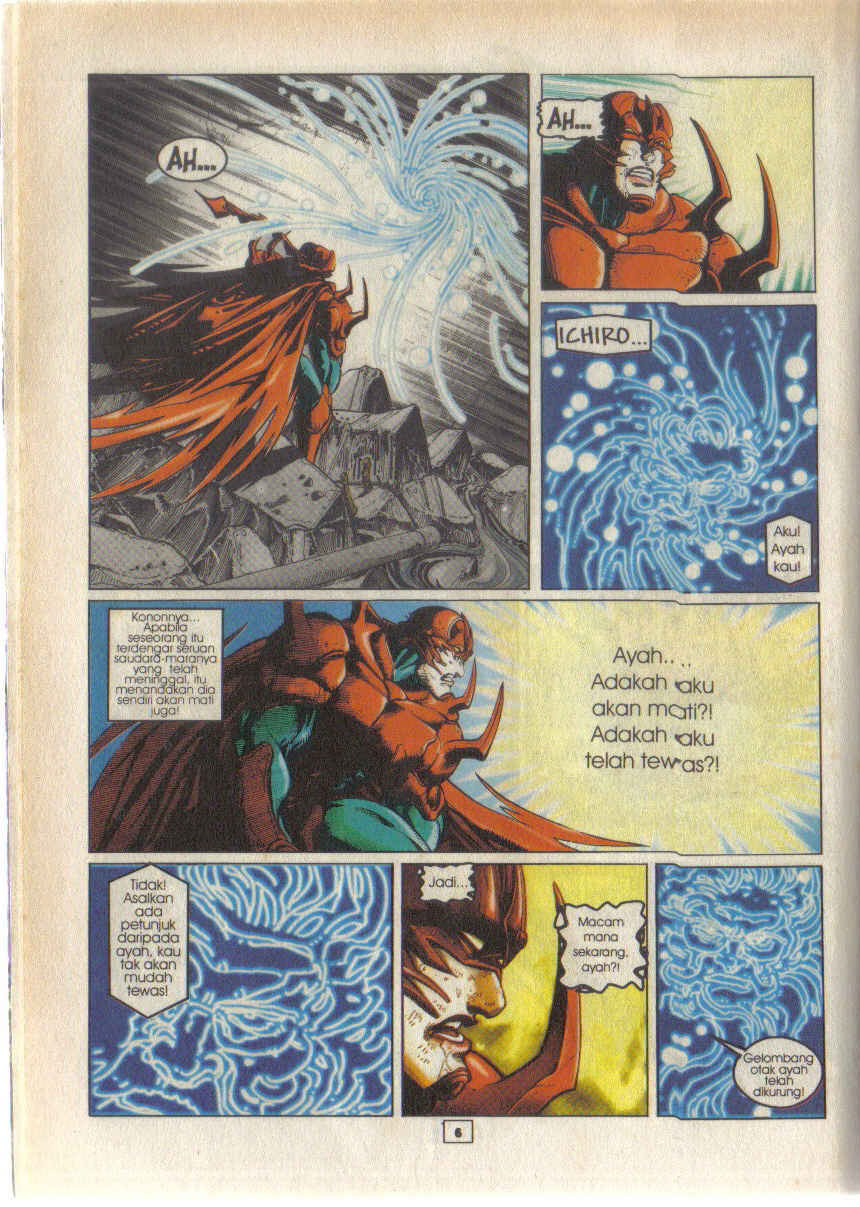 AH...
AH...
ICHIRO...
Aku!
Ayah
kau!
Kononnya...
Apabila
seseorang itu
terdengar seruan
saudara-maranya
yang telah
meninggal, itu
menandakan dia
sendiri akan mati
juga!
Ayah.. ..
Adakah aku
akan mati?!
Adakah aku
telah tewas?!
Tidak!
Asalkan
ada
petunjuk
daripada
ayah, kau
tak akan
mudah
tewas!
Jadi...
Macam
mana
sekarang,
ayah?!
Gelombang
otak ayah
telah
dikurung!
6